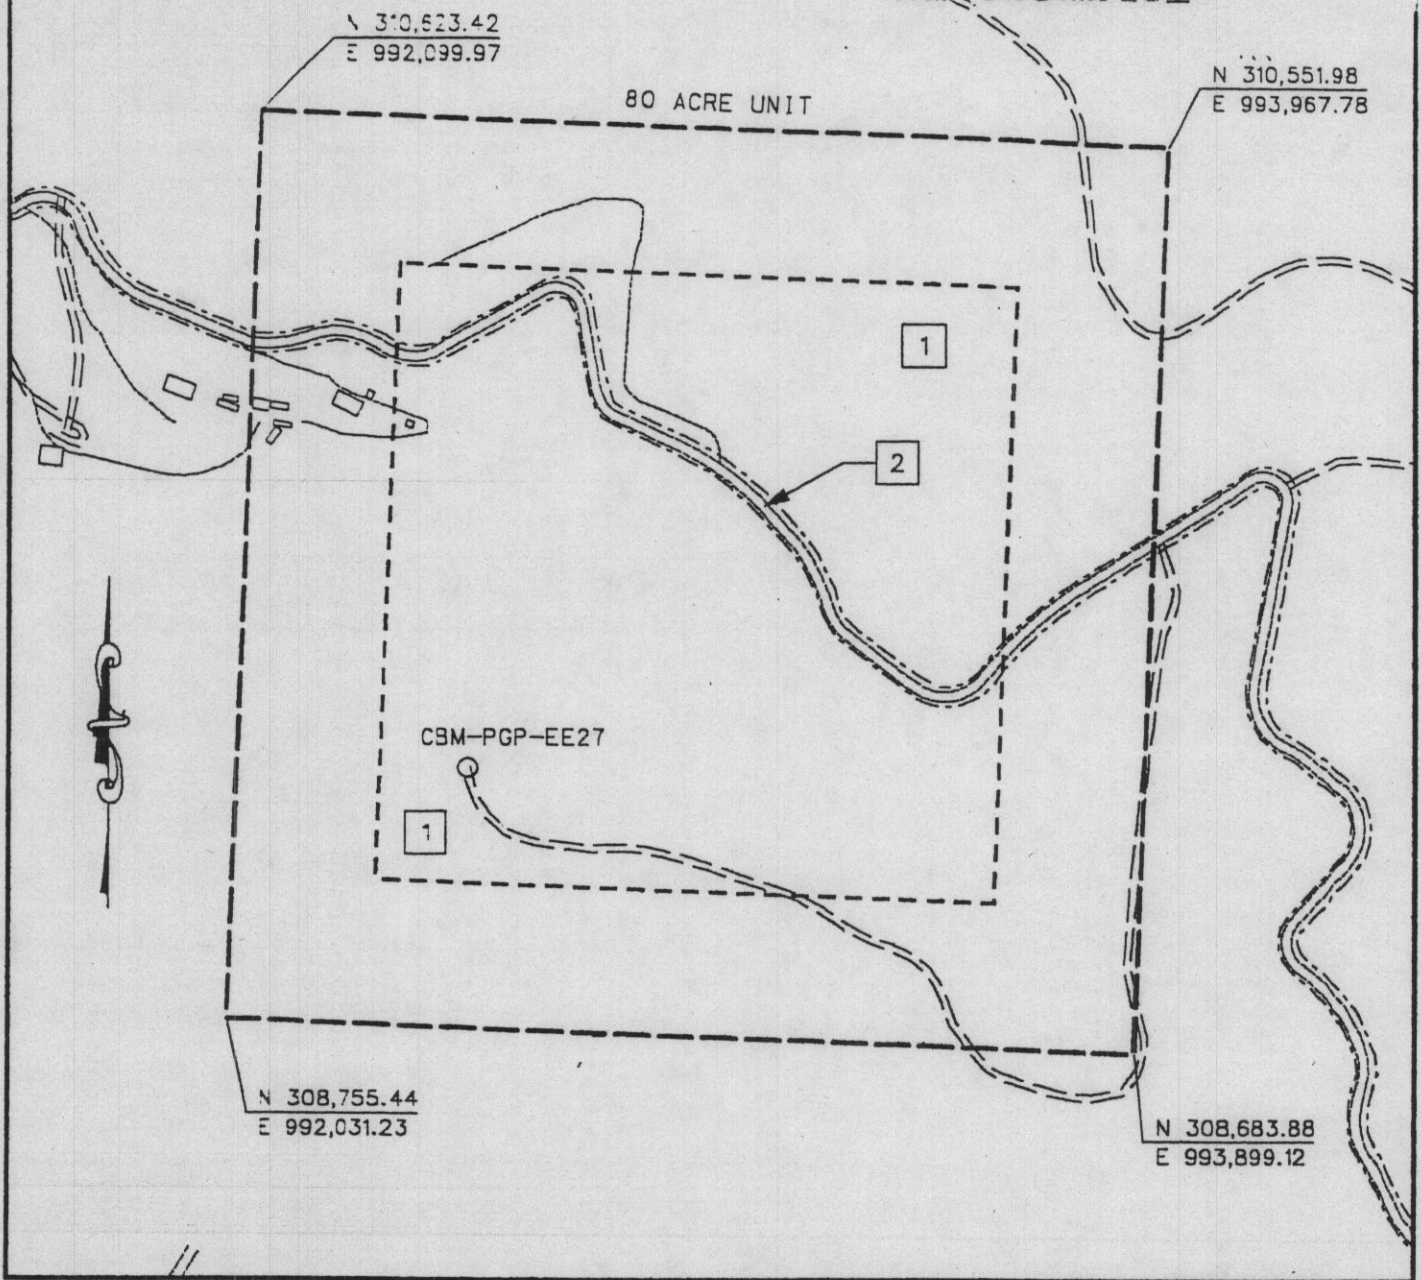 N 310,623.42
E 992,099.97
N 310,551.98
E 993,967.78
80 ACRE UNIT
1
2
CBM-PGP-EE27
1
N 308,755.44
E 992,031.23
N 308,683.88
E 993,899.12